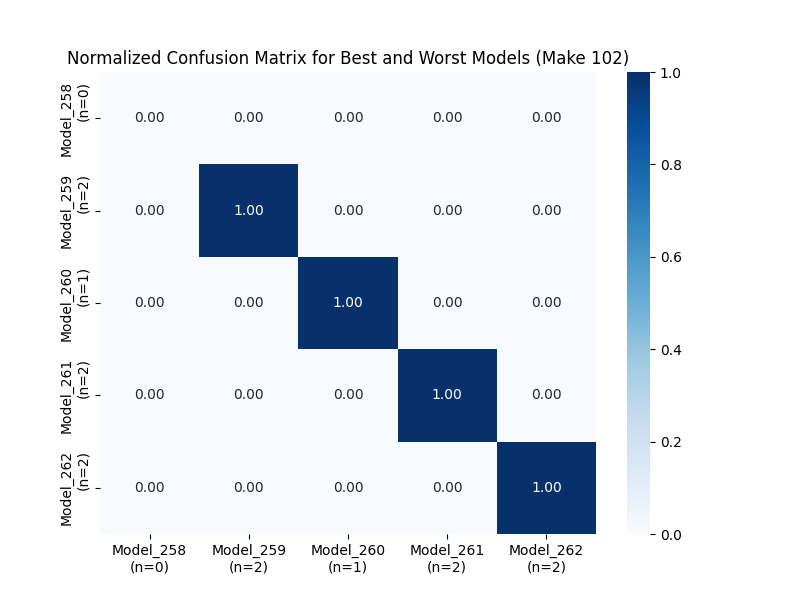 Normalized Confusion Matrix for Best and Worst Models (Make 102)
Model_258
(n=0)
0.00 0.00 0.00 0.00 0.00
Model_259
(n=2)
0.00 1.00 0.00 0.00 0.00
Model_260
(n=1)
0.00 0.00 1.00 0.00 0.00
Model_261
(n=2)
0.00 0.00 0.00 1.00 0.00
Model_262
(n=2)
0.00 0.00 0.00 0.00 1.00
Model_258 Model_259 Model_260 Model_261 Model_262
(n=0) (n=2) (n=1) (n=2) (n=2)
1.0
0.8
0.6
0.4
0.2
0.0